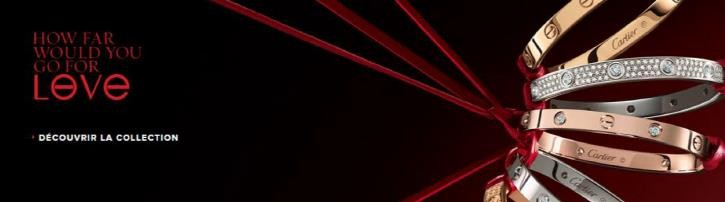 HOW FAR
WOULD YOU
GO FOR
LOVE
DÉCOUVRIR LA COLLECTION
Cartier
Cartier